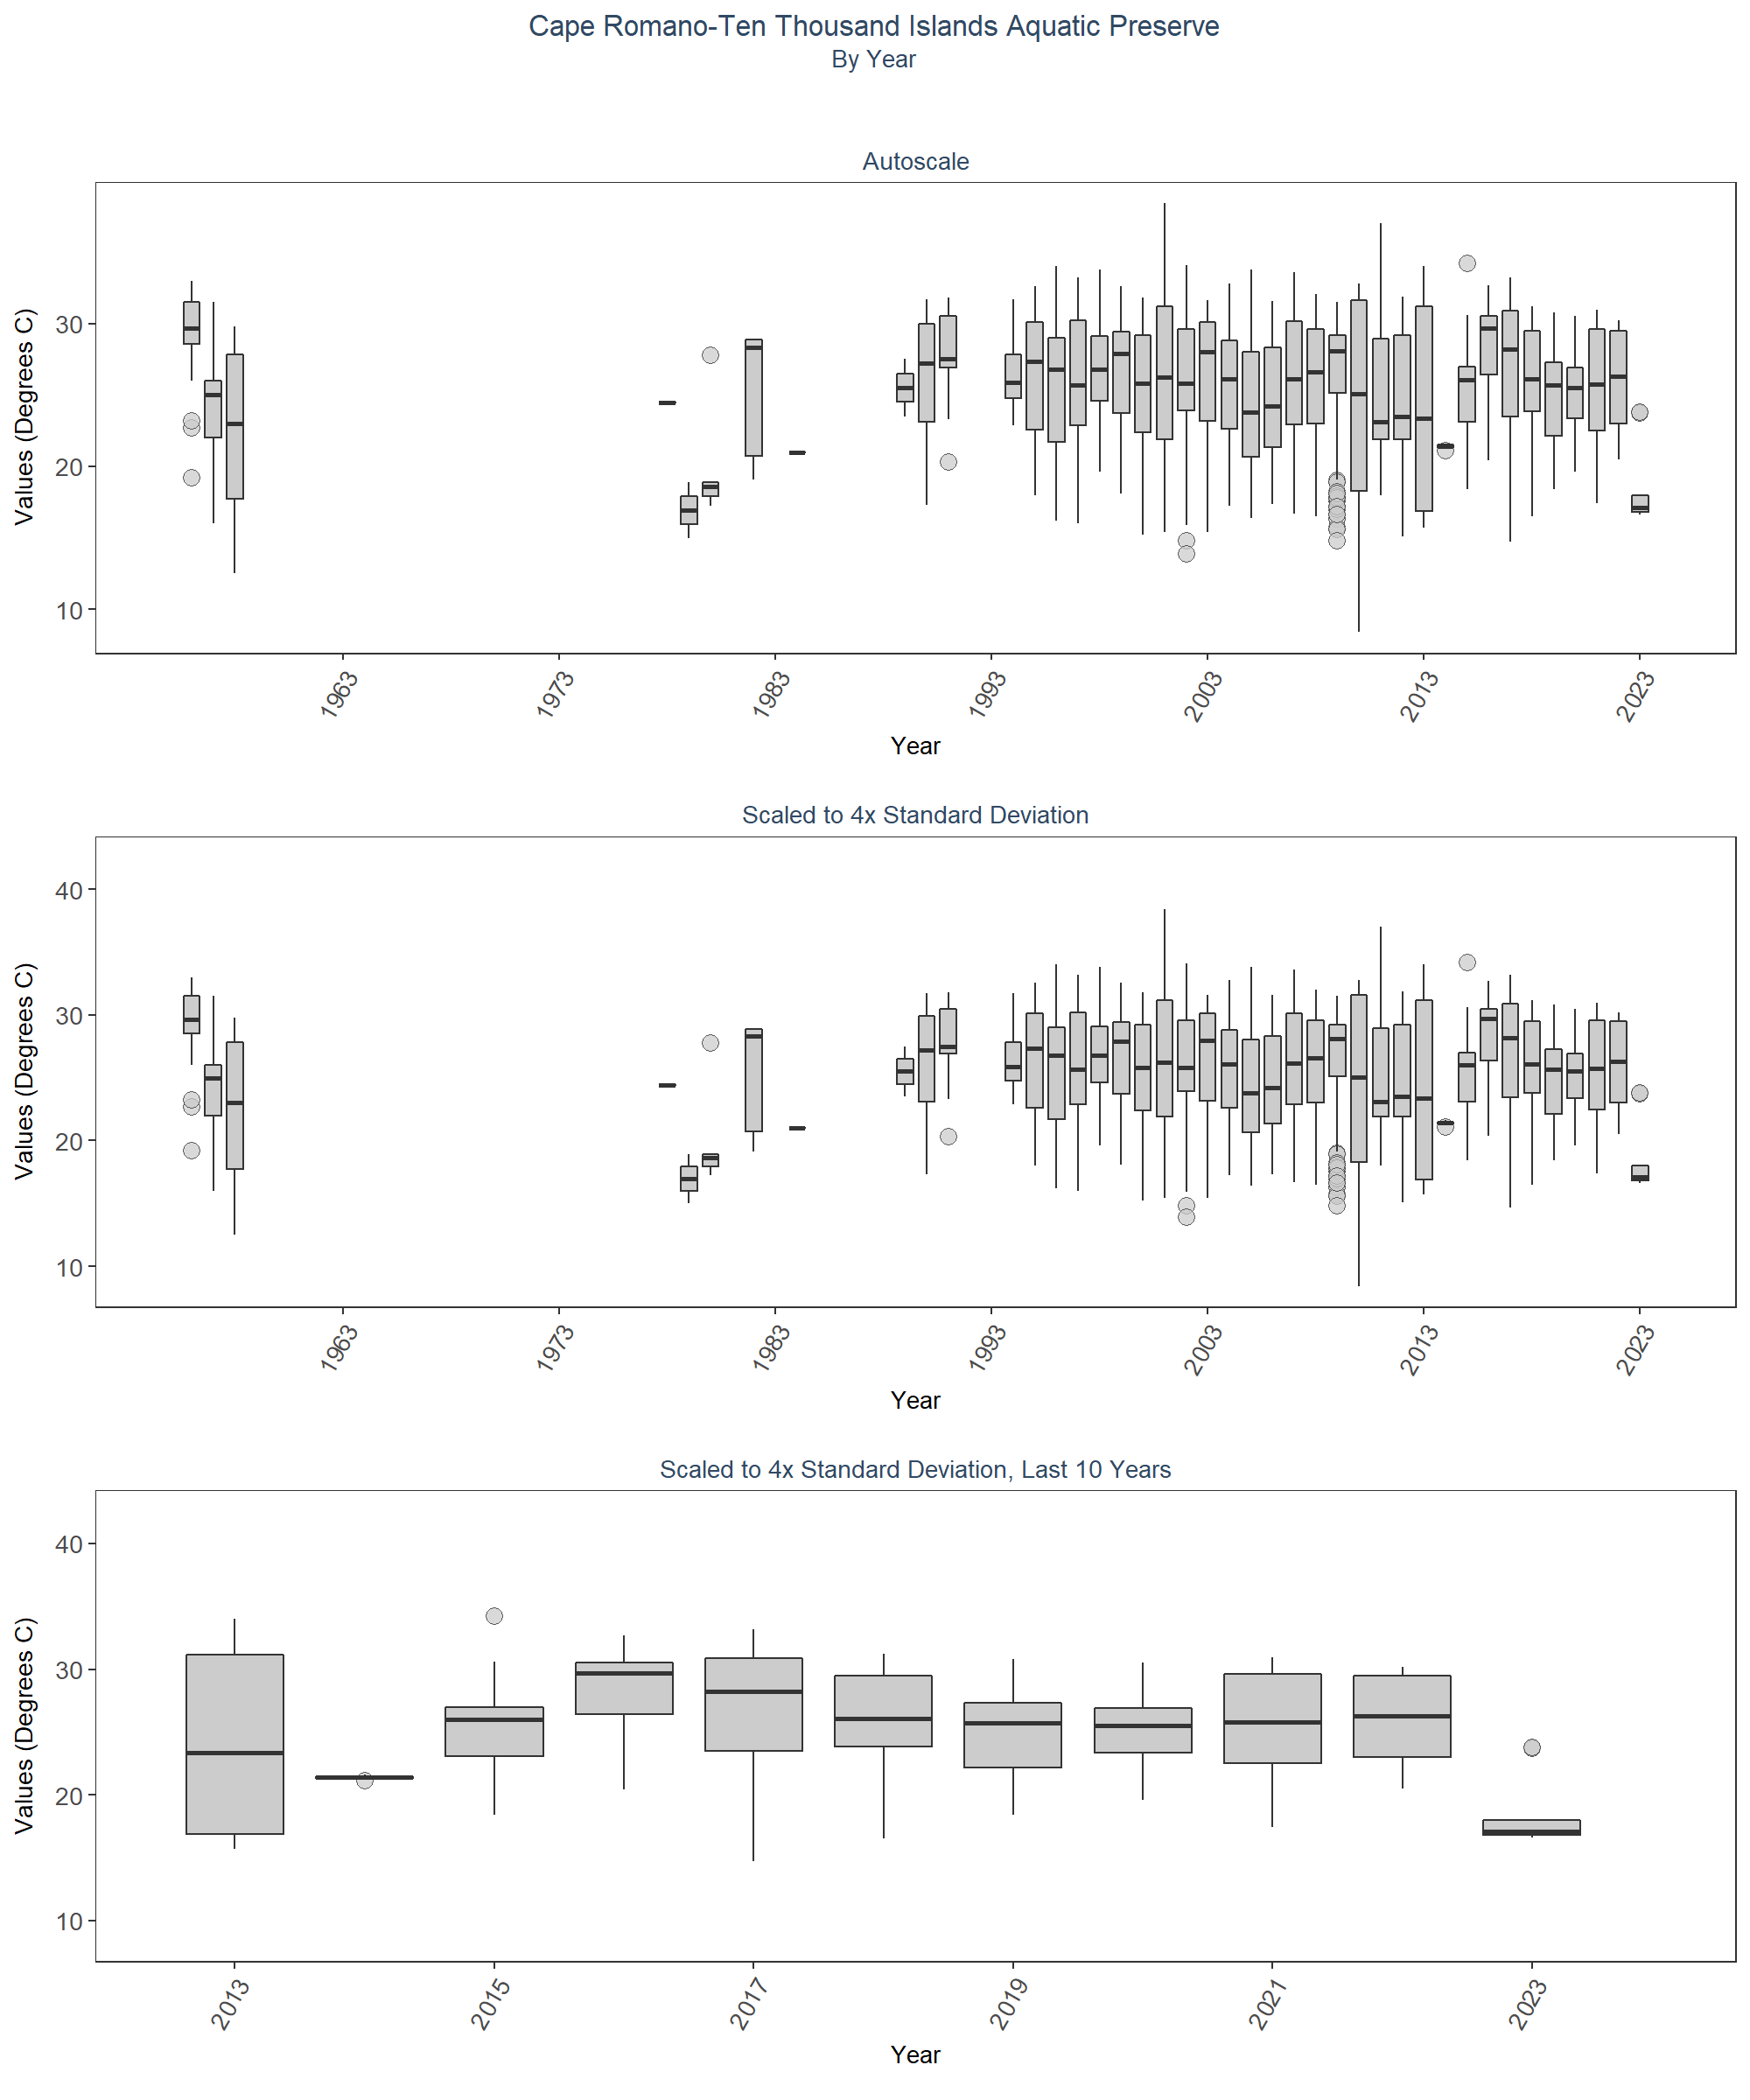 Cape Romano-Ten Thousand Islands Aquatic Preserve
By Year
Autoscale
Values (Degrees C)
30
20
10
1963
1973
1983
1993
2003
2013
2023
Year
Scaled to 4x Standard Deviation
Values (Degrees C)
40
30
20
10
1963
1973
1983
1993
2003
2013
2023
Year
Scaled to 4x Standard Deviation, Last 10 Years
Values (Degrees C)
40
30
20
10
2013
2015
2017
2019
2021
2023
Year